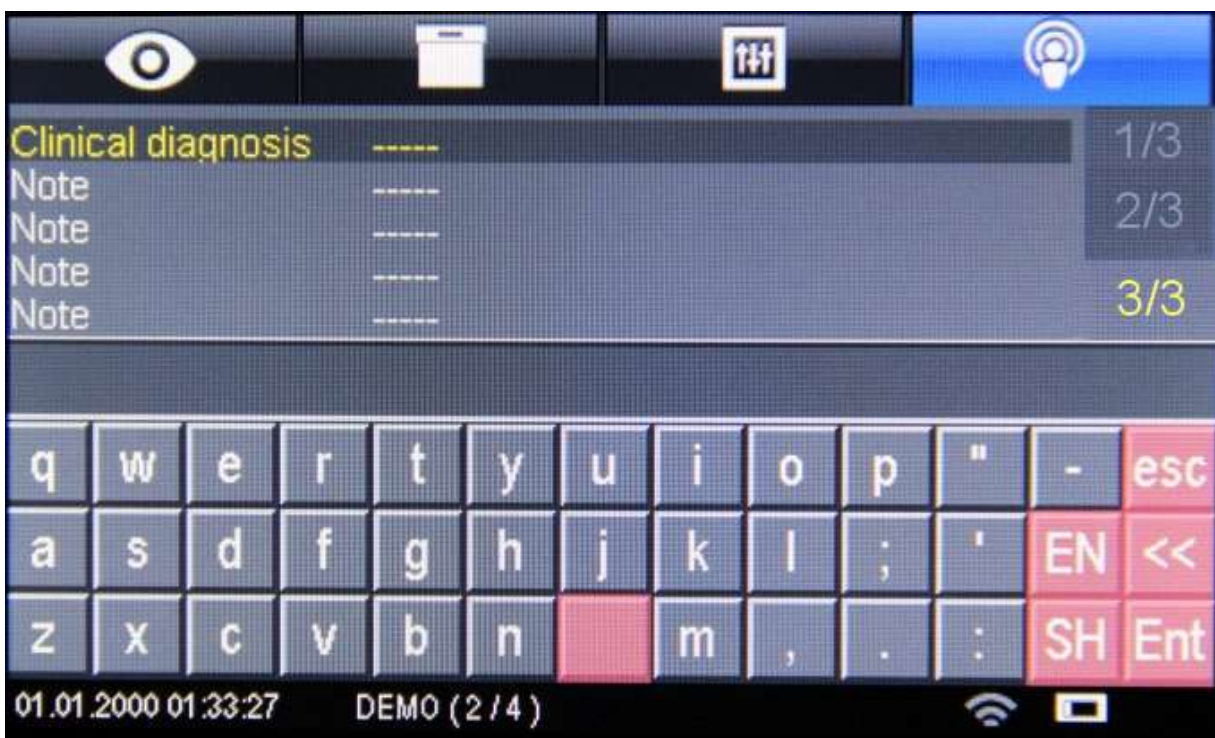 Clinical diagnosis -----
1/3
Note -----
2/3
Note -----
Note -----
3/3
Note -----
q w e r t y u i o p " - esc
a s d f g h j k l ; ' EN <<
z x c v b n m , . : SH Ent
01.01.2000 01:33:27 DEMO (2/4)